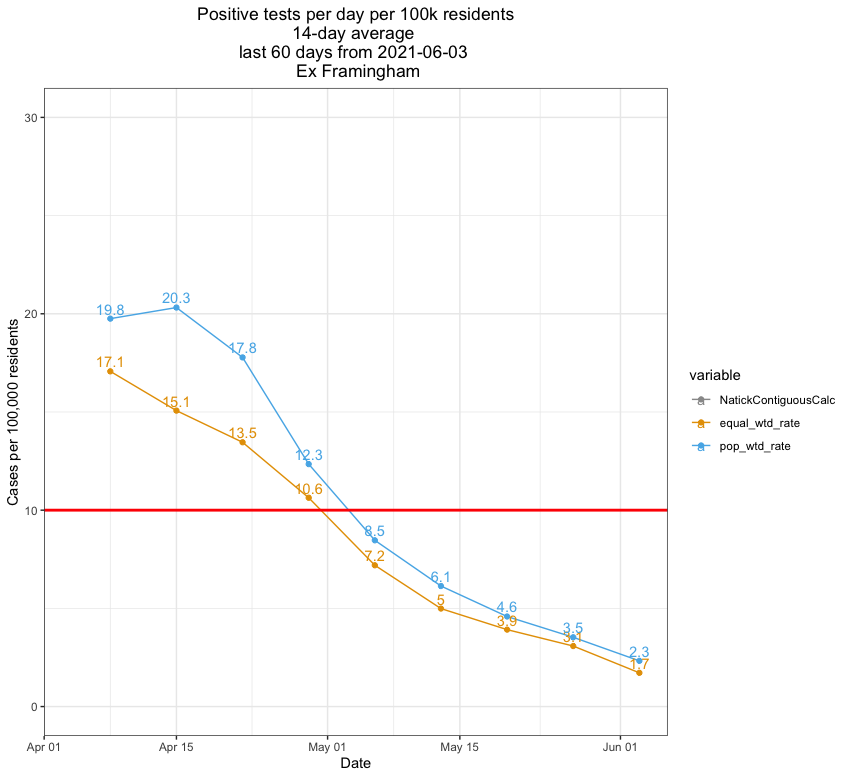 Positive tests per day per 100k residents
14-day average
last 60 days from 2021-06-03
Ex Framingham
Cases per 100,000 residents
30
20
10
0
19.8
20.3
17.8
12.3
8.5
6.1
4.6
3.5
2.3
17.1
15.1
13.5
10.6
7.2
5
3.9
3.1
1.7
Apr 01
Apr 15
May 01
May 15
Jun 01
Date
variable
a NatickContiguousCalc
a equal_wtd_rate
a pop_wtd_rate